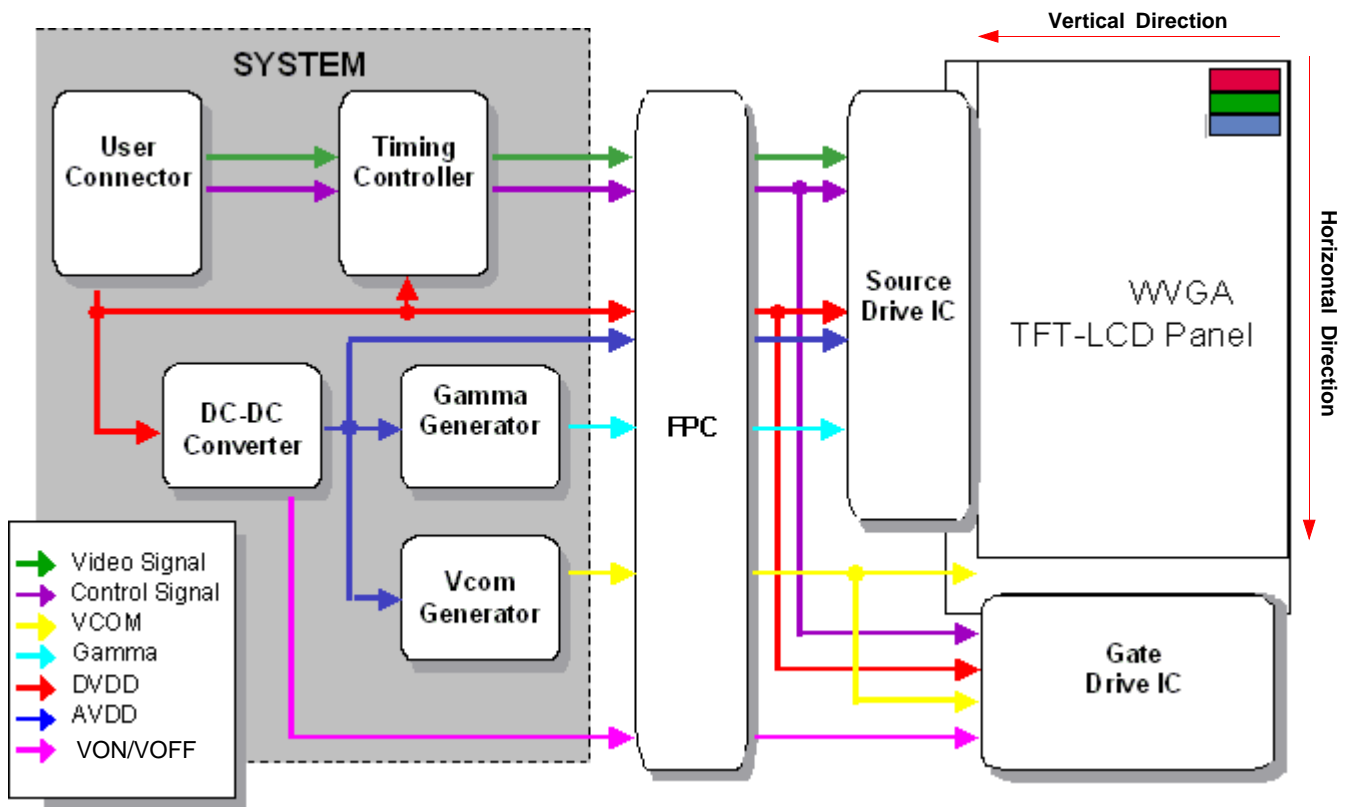 Vertical Direction
SYSTEM
User
Connector
Timing
Controller
Source
Drive IC
WVGA
TFT-LCD Panel
Horizontal Direction
DC-DC
Converter
Gamma
Generator
FPC
Vcom
Generator
Gate
Drive IC
Video Signal
Control Signal
VCOM
Gamma
DVDD
AVDD
VON/VOFF